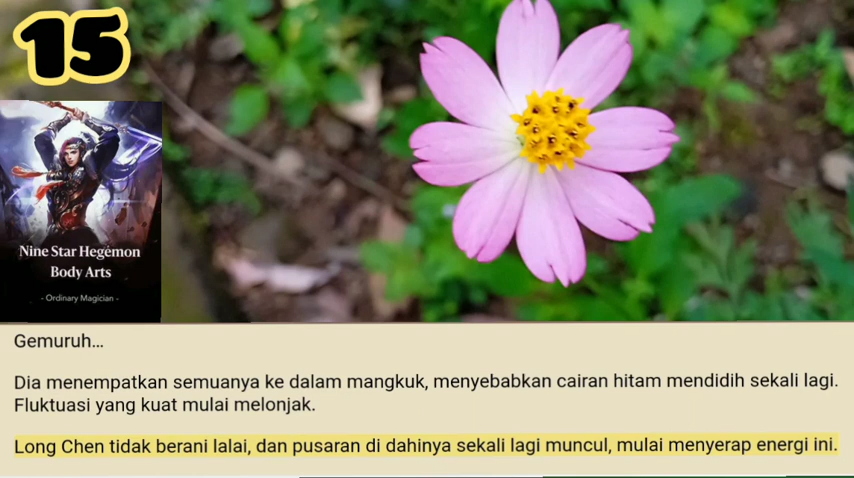 15
Nine Star Hegemon
Body Arts
- Ordinary Magician -
Gemuruh...
Dia menempatkan semuanya ke dalam mangkuk, menyebabkan cairan hitam mendidih sekali lagi.
Fluktuasi yang kuat mulai melonjak.
Long Chen tidak berani lalai, dan pusaran di dahinya sekali lagi muncul, mulai menyerap energi ini.